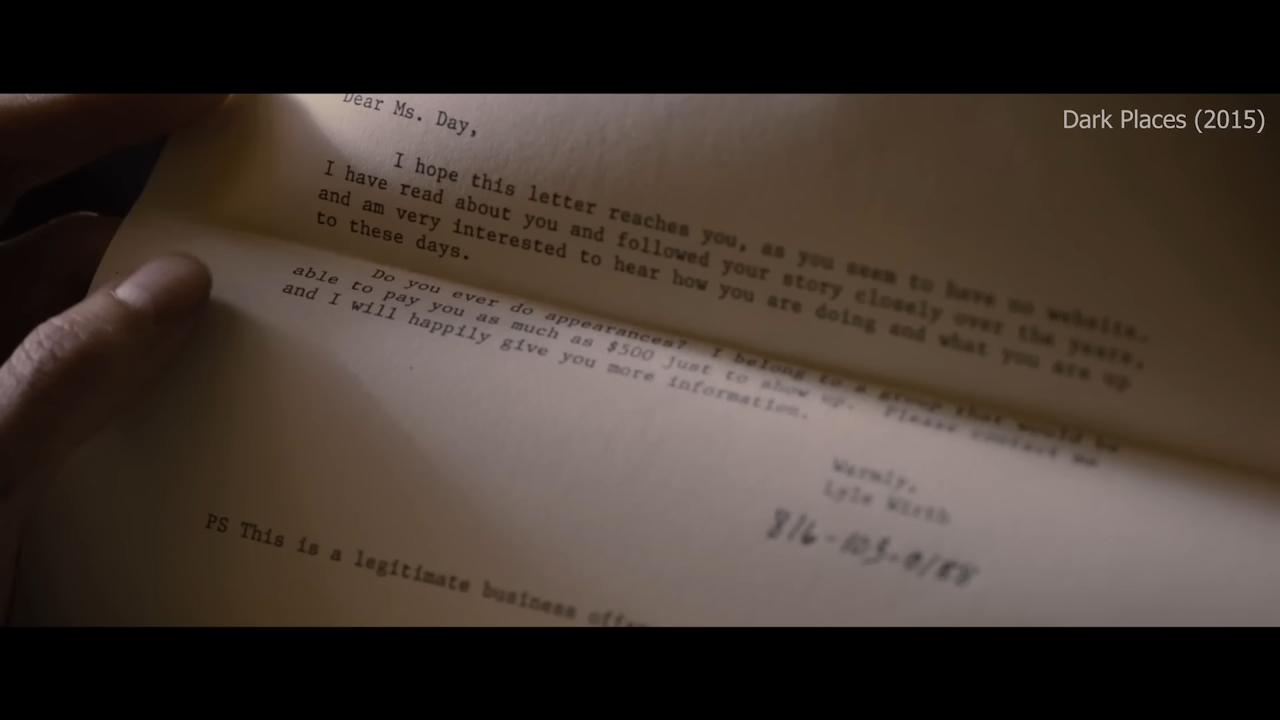 Dark Places (2015)
Dear Ms. Day,
I hope this letter reaches you, as you seem to have no website.
I have read about you and followed your story closely over the years,
and am very interested to hear how you are doing and what you are up
to these days.
Do you ever do appearances? I belong to a group that would be
able to pay you as much as $500 just to show up. Please contact me
and I will happily give you more information.
Warmly,
Lyle Wirth
816-103-0188
PS This is a legitimate business offer